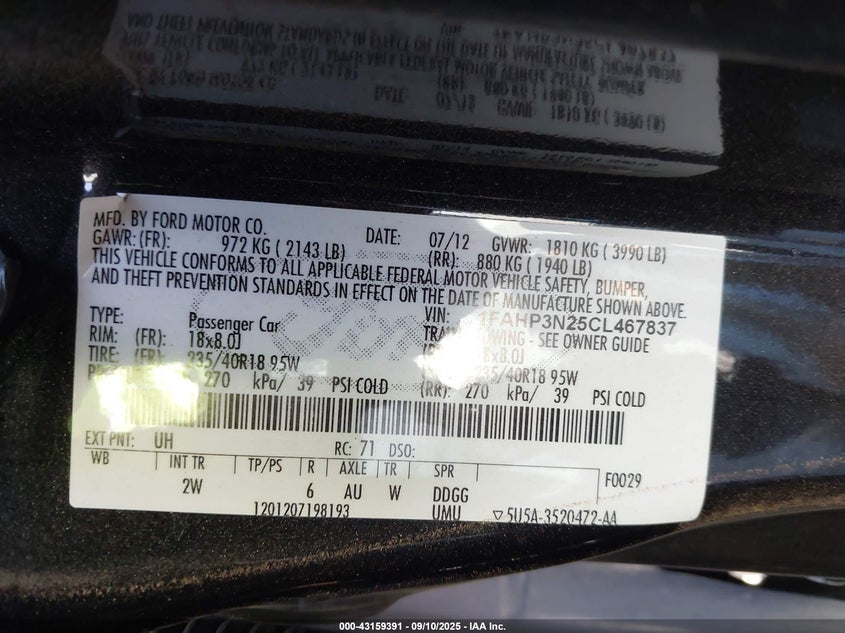 MFD. BY FORD MOTOR CO. DATE: 07/12 GVWR: 1810 KG ( 3990 LB)
GAWR: (FR): 972 KG ( 2143 LB) (RR): 880 KG ( 1940 LB)
THIS VEHICLE CONFORMS TO ALL APPLICABLE FEDERAL MOTOR VEHICLE SAFETY, BUMPER,
AND THEFT PREVENTION STANDARDS IN EFFECT ON THE DATE OF MANUFACTURE SHOWN ABOVE.
VIN: 1FAHP3N25CL467837
TYPE: Passenger Car TOWING - SEE OWNER GUIDE
RIM: (FR): 18x8.0J 18x8.0J
TIRE: (FR) 235/40R18 95W 235/40R18 95W
270 kPa/ 39 PSI COLD (RR): 270 kPa/ 39 PSI COLD
EXT PNT: UH RC: 71 DSO:
WB INT TR TP/PS R AXLE TR SPR F0029
2W 6 AU W DDGG
1201207198193 UMU ▽5U5A-3520472-AA
000-43159391 - 09/10/2025 - IAA Inc.